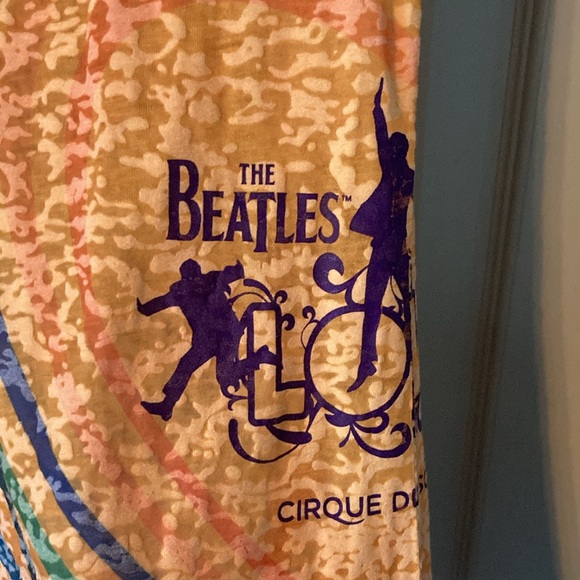 THE
BEATLES™
LO
CIRQUE DU